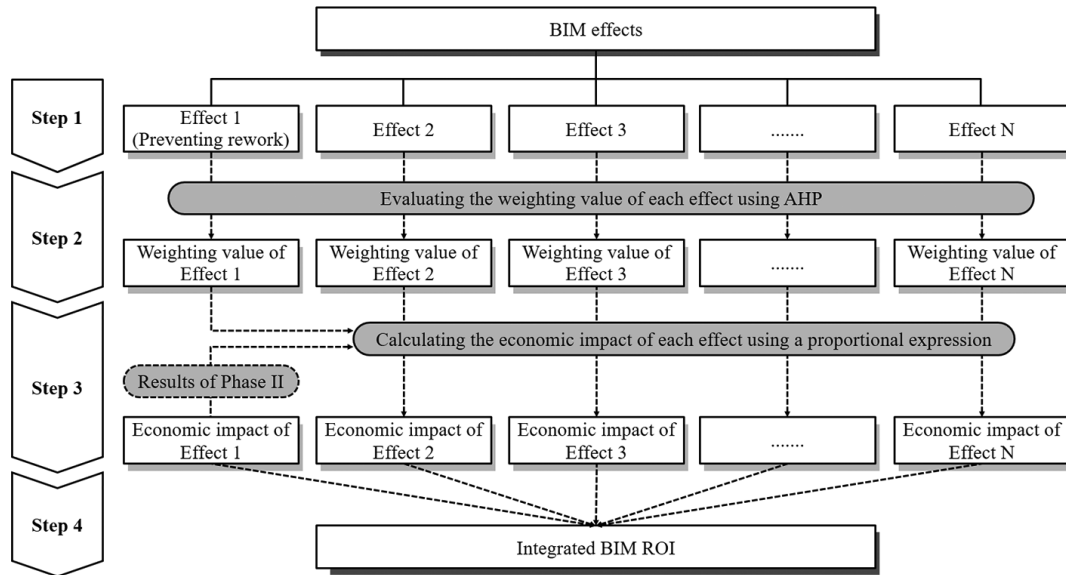 BIM effects
Step 1
Effect 1
(Preventing rework)
Effect 2
Effect 3
.......
Effect N
Evaluating the weighting value of each effect using AHP
Step 2
Weighting value of
Effect 1
Weighting value of
Effect 2
Weighting value of
Effect 3
.......
Weighting value of
Effect N
Calculating the economic impact of each effect using a proportional expression
Step 3
Results of Phase II
Economic impact of
Effect 1
Economic impact of
Effect 2
Economic impact of
Effect 3
.......
Economic impact of
Effect N
Step 4
Integrated BIM ROI